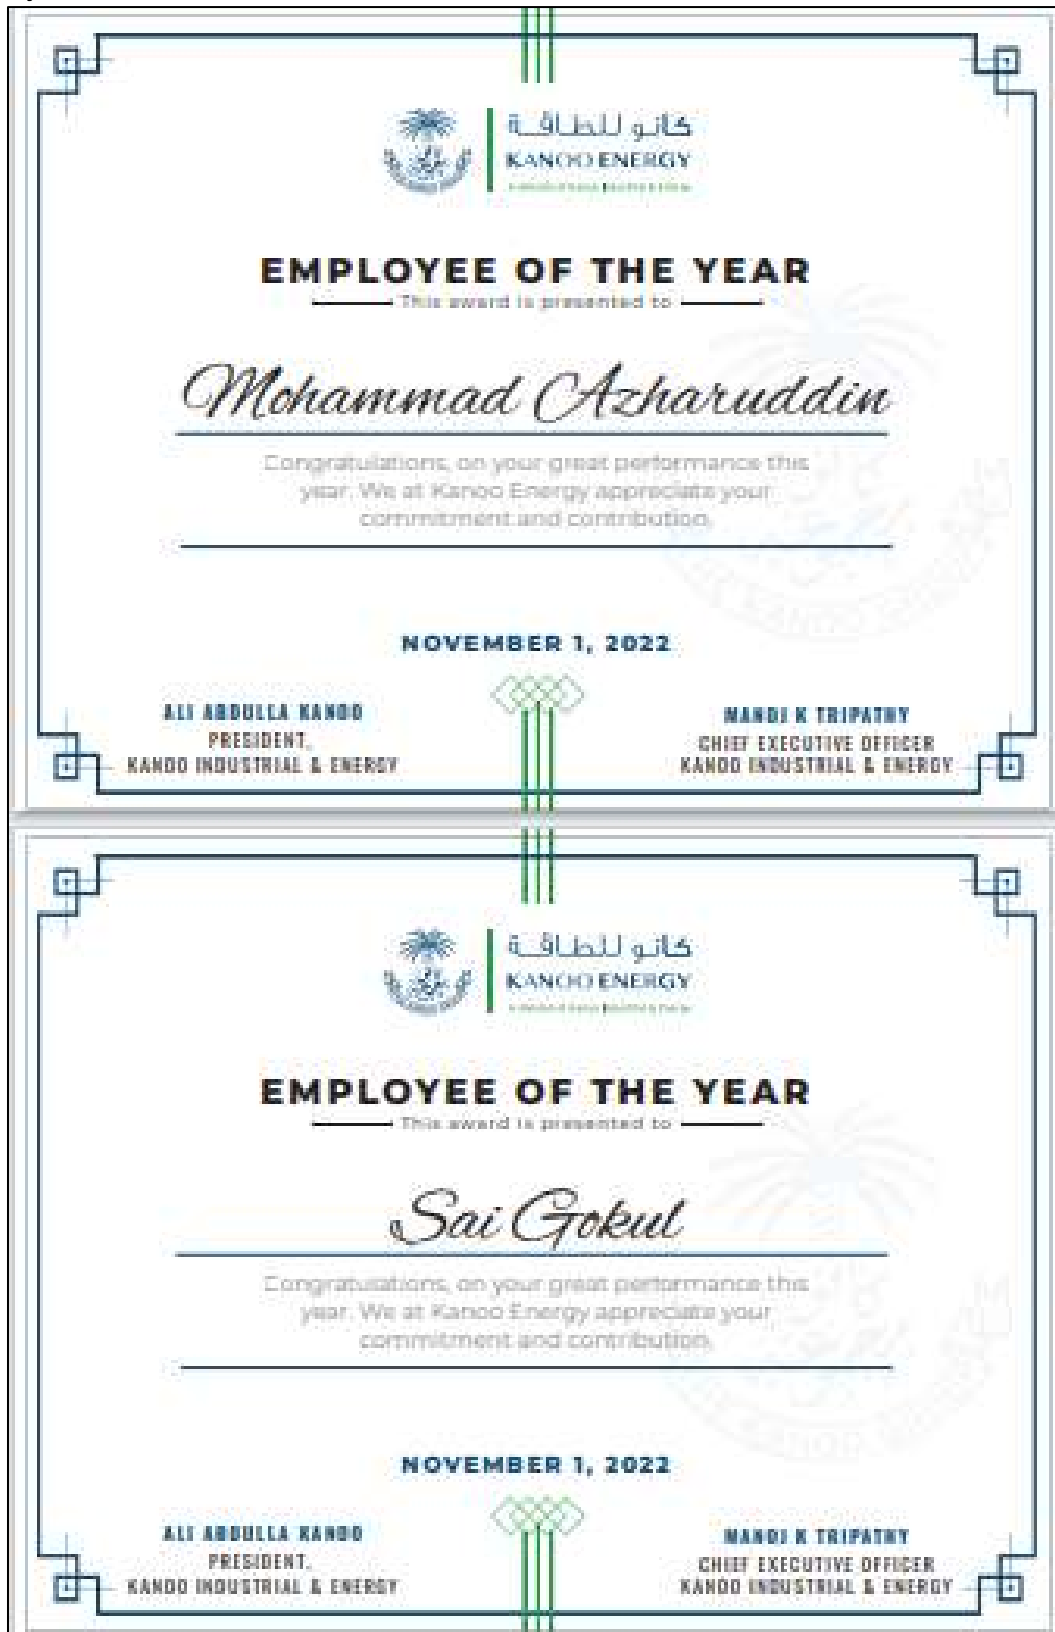 كانو للطاقة
KANOO ENERGY
EMPLOYEE OF THE YEAR
This award is presented to
Mohammad Azharuddin
Congratulations, on your great performance this
year. We at Kanoo Energy appreciate your
commitment and contribution.
NOVEMBER 1, 2022
ALI ABDULLA KANOO
PRESIDENT,
KANOO INDUSTRIAL & ENERGY
MANOJ K TRIPATHY
CHIEF EXECUTIVE OFFICER
KANOO INDUSTRIAL & ENERGY
كانو للطاقة
KANOO ENERGY
EMPLOYEE OF THE YEAR
This award is presented to
Sai Gokul
Congratulations, on your great performance this
year. We at Kanoo Energy appreciate your
commitment and contribution.
NOVEMBER 1, 2022
ALI ABDULLA KANOO
PRESIDENT,
KANOO INDUSTRIAL & ENERGY
MANOJ K TRIPATHY
CHIEF EXECUTIVE OFFICER
KANOO INDUSTRIAL & ENERGY